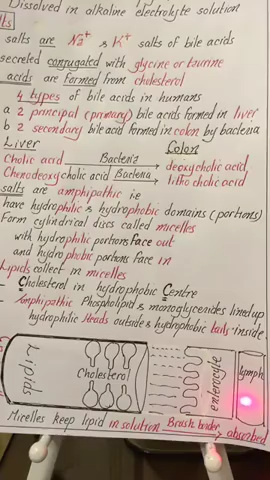 Dissolved in alkaline electrolyte solution
lts
salts are Na+ & K+ salts of bile acids
secreted conjugated with glycine or taurine
acids are formed from cholesterol
4 types of bile acids in humans
a 2 principal (primary) bile acids formed in liver
b 2 secondary bile acid formed in colon by bacteria
Liver Colon
Cholic acid Bacteria deoxycholic acid
Chenodeoxycholic acid Bacteria lithocholic acid
salts are amphipathic ie
have hydrophilic & hydrophobic domains (portions)
Form cylindrical discs called micelles
with hydrophilic portions Face out
and hydrophobic portions Face in
Lipids collect in micelles
- Cholesterol in hydrophobic Centre
- Amphipathic Phospholipid & monoglycerides lined up
hydrophilic Heads outside & hydrophobic tails inside
Lipids Cholesterol enterocyte lymph
Micelles keep lipid in solution Brush border absorbed